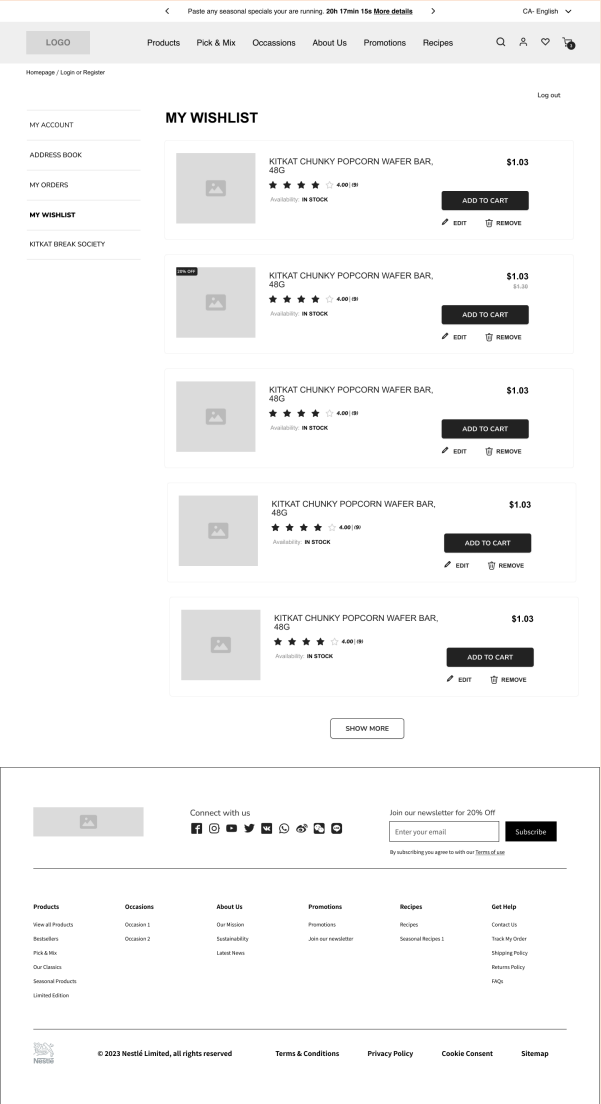 Paste any seasonal specials your are running. 20h 17min 15s More details
CA- English
LOGO
Products Pick & Mix Occassions About Us Promotions Recipes
3
Homepage / Login or Register
Log out
MY ACCOUNT
ADDRESS BOOK
MY ORDERS
MY WISHLIST
KITKAT BREAK SOCIETY
MY WISHLIST
KITKAT CHUNKY POPCORN WAFER BAR,
48G
$1.03
4.00 | (9)
Availability: IN STOCK
ADD TO CART
EDIT REMOVE
20% OFF
KITKAT CHUNKY POPCORN WAFER BAR,
48G
$1.03
$1.30
4.00 | (9)
Availability: IN STOCK
ADD TO CART
EDIT REMOVE
KITKAT CHUNKY POPCORN WAFER BAR,
48G
$1.03
4.00 | (9)
Availability: IN STOCK
ADD TO CART
EDIT REMOVE
KITKAT CHUNKY POPCORN WAFER BAR,
48G
$1.03
4.00 | (9)
Availability: IN STOCK
ADD TO CART
EDIT REMOVE
KITKAT CHUNKY POPCORN WAFER BAR,
48G
$1.03
4.00 | (9)
Availability: IN STOCK
ADD TO CART
EDIT REMOVE
SHOW MORE
Connect with us
Join our newsletter for 20% Off
Enter your email
Subscribe
By subscribing you agree to with our Terms of use
Products
View all Products
Bestsellers
Pick & Mix
Our Classics
Seasonal Products
Limited Edition
Occasions
Occasion 1
Occasion 2
About Us
Our Mission
Sustainability
Latest News
Promotions
Promotions
Join our newsletter
Recipes
Recipes
Seasonal Recipes 1
Get Help
Contact Us
Track My Order
Shipping Policy
Returns Policy
FAQs
Nestlé
© 2023 Nestlé Limited, all rights reserved
Terms & Conditions
Privacy Policy
Cookie Consent
Sitemap